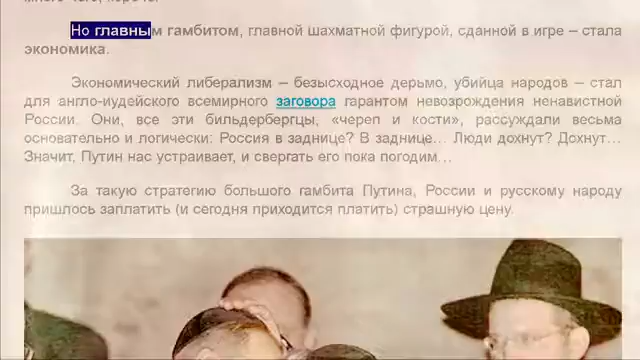 Но главным гамбитом, главной шахматной фигурой, сданной в игре – стала
экономика.
Экономический либерализм – безысходное дерьмо, убийца народов – стал
для англо-иудейского всемирного заговора гарантом невозрождения ненавистной
России. Они, все эти бильдербергцы, «череп и кости», рассуждали весьма
основательно и логически: Россия в заднице? В заднице… Люди дохнут? Дохнут…
Значит, Путин нас устраивает, и свергать его пока погодим…
За такую стратегию большого гамбита Путина, России и русскому народу
пришлось заплатить (и сегодня приходится платить) страшную цену.